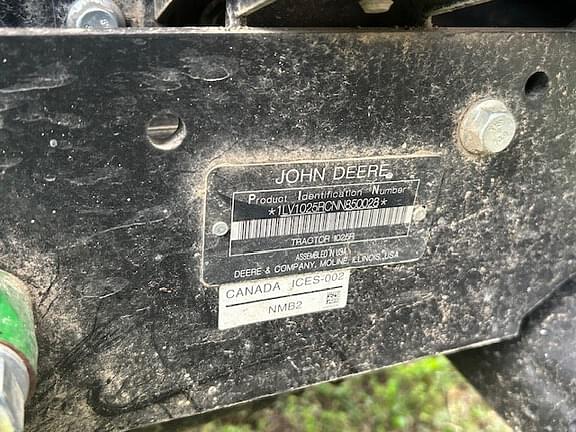 JOHN DEERE
Product Identification Number
*1LV1025RCNN850028*
TRACTOR 1025R
ASSEMBLED IN USA
DEERE & COMPANY, MOLINE, ILLINOIS, USA
CANADA ICES-002
NMB2